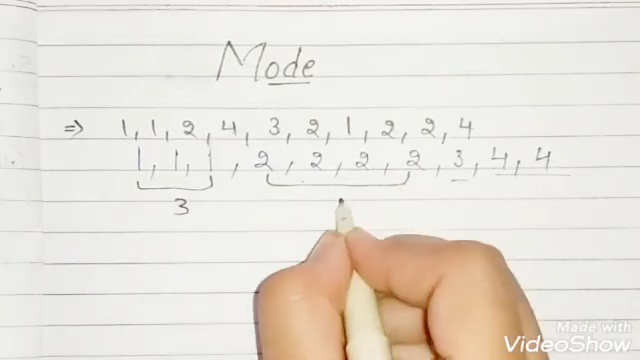 Mode
⇒ 1, 1, 2, 4, 3, 2, 1, 2, 2, 4
1, 1, 1, 2, 2, 2, 2, 3, 4, 4
3
Made with
VideoShow